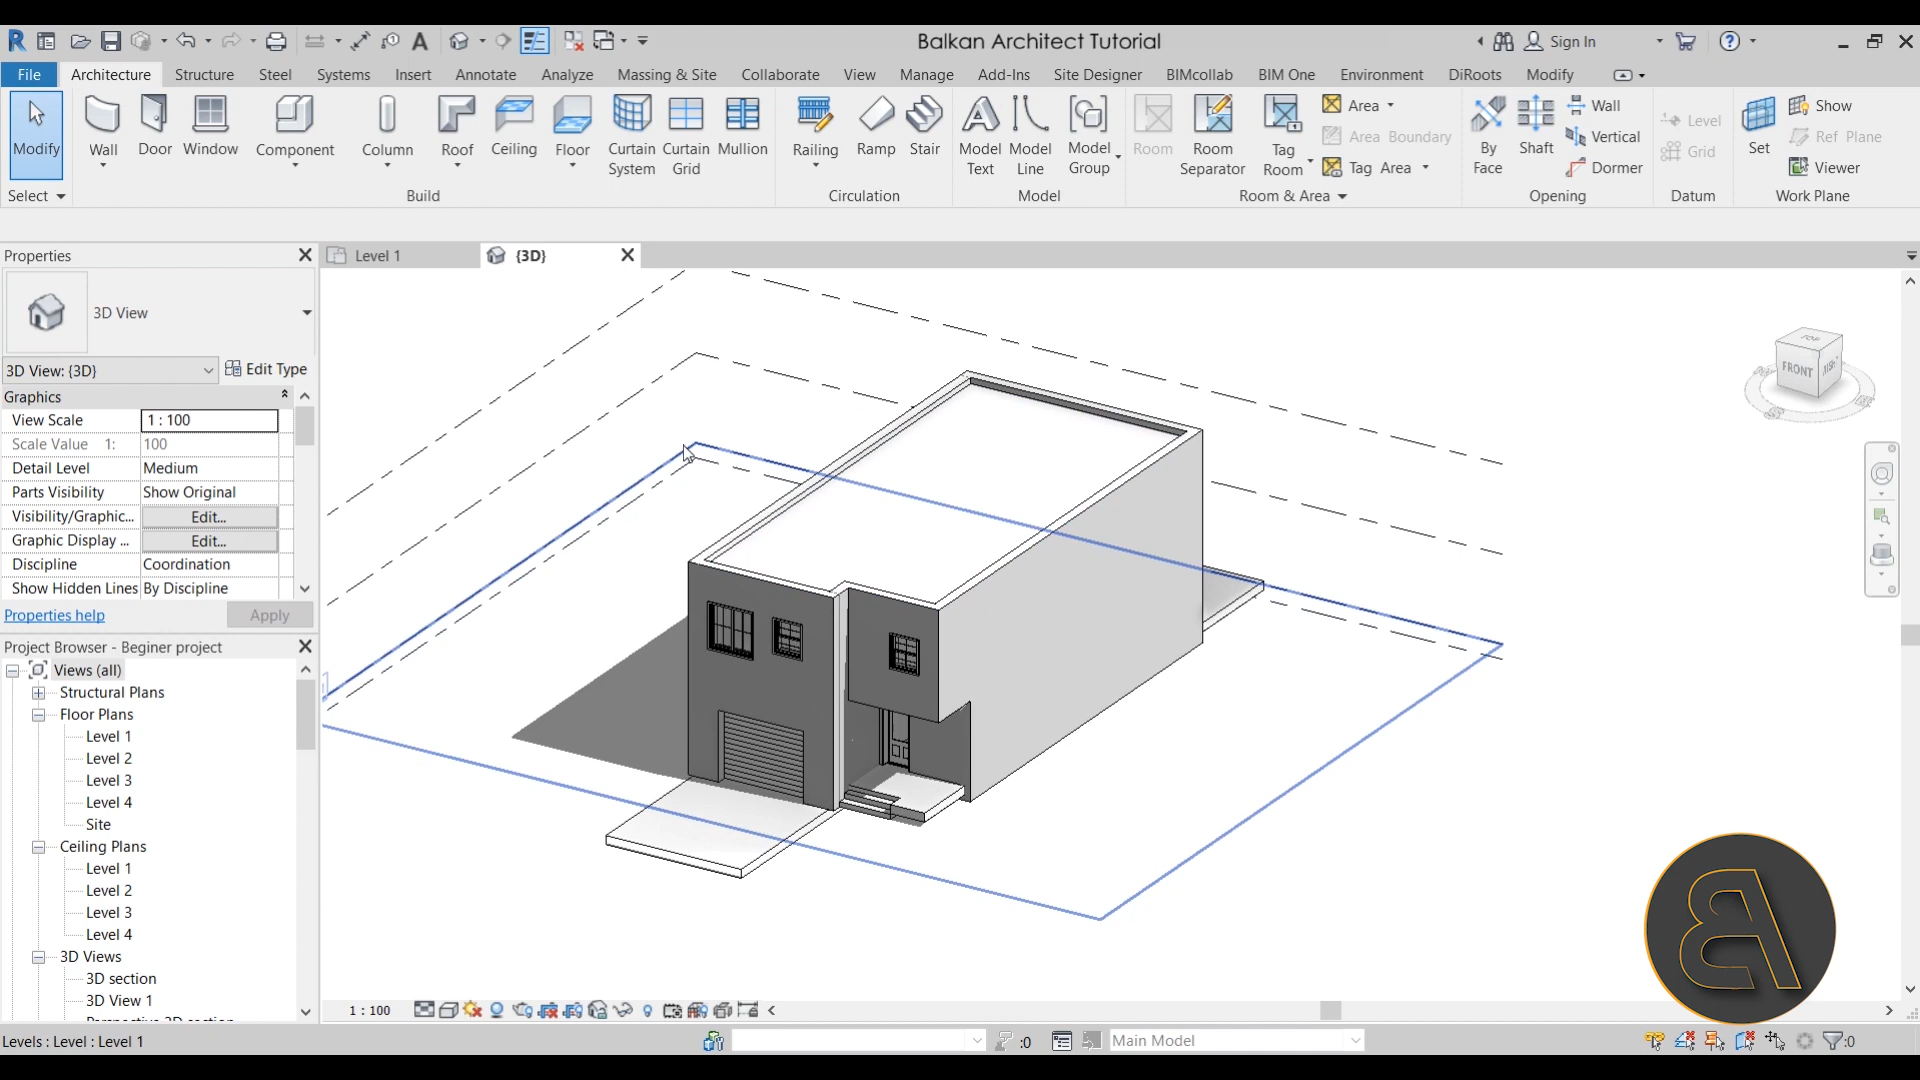 Balkan Architect Tutorial
Sign In
File Architecture Structure Steel Systems Insert Annotate Analyze Massing & Site Collaborate View Manage Add-Ins Site Designer BIMcollab BIM One Environment DiRoots Modify
Modify
Wall
Door
Window
Component
Column
Roof
Ceiling
Floor
Curtain System
Curtain Grid
Mullion
Railing
Ramp
Stair
Model Text
Model Line
Model Group
Room
Room Separator
Tag Room
Area
Area Boundary
Tag Area
By Face
Shaft
Wall
Vertical
Dormer
Level
Grid
Set
Show
Ref Plane
Viewer
Select Build Circulation Model Room & Area Opening Datum Work Plane
Properties
Level 1
{3D}
3D View
3D View: {3D}
Edit Type
Graphics
View Scale 1 : 100
Scale Value 1: 100
Detail Level Medium
Parts Visibility Show Original
Visibility/Graphic... Edit...
Graphic Display ... Edit...
Discipline Coordination
Show Hidden Lines By Discipline
Properties help
Apply
Project Browser - Beginer project
Views (all)
Structural Plans
Floor Plans
Level 1
Level 2
Level 3
Level 4
Site
Ceiling Plans
Level 1
Level 2
Level 3
Level 4
3D Views
3D section
3D View 1
TOP
FRONT
RIGHT
1 : 100
Levels : Level : Level 1
:0
Main Model
:0